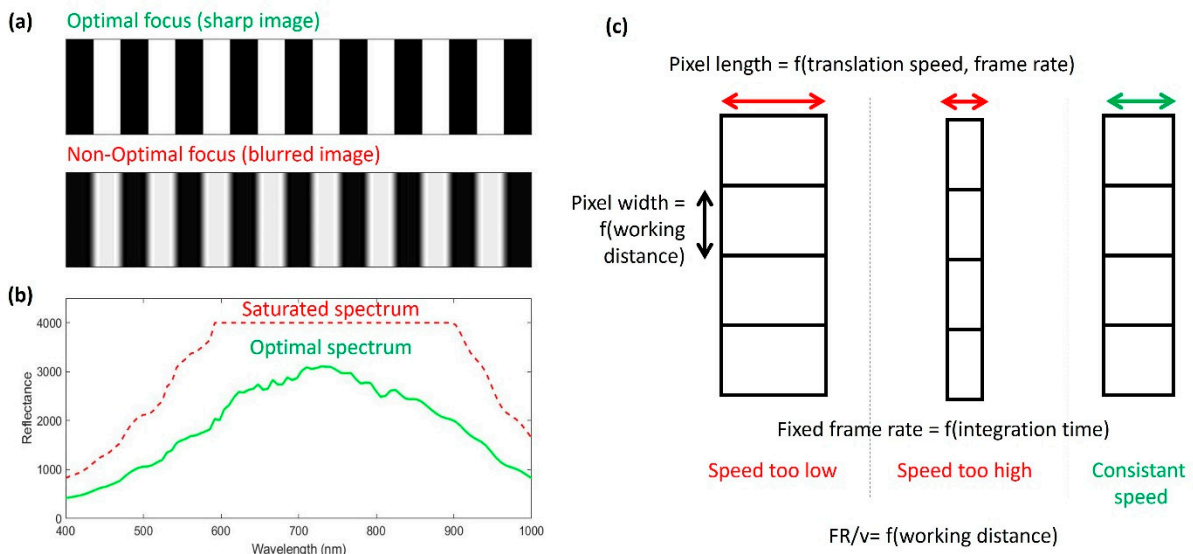 (a)
Optimal focus (sharp image)
Non-Optimal focus (blurred image)
(b)
Saturated spectrum
Optimal spectrum
Reflectance
4000
3000
2000
1000
0
400
500
600
700
800
900
1000
Wavelength (nm)
(c)
Pixel length = f(translation speed, frame rate)
Pixel width =
f(working
distance)
Fixed frame rate = f(integration time)
Speed too low
Speed too high
Consistant
speed
FR/v= f(working distance)